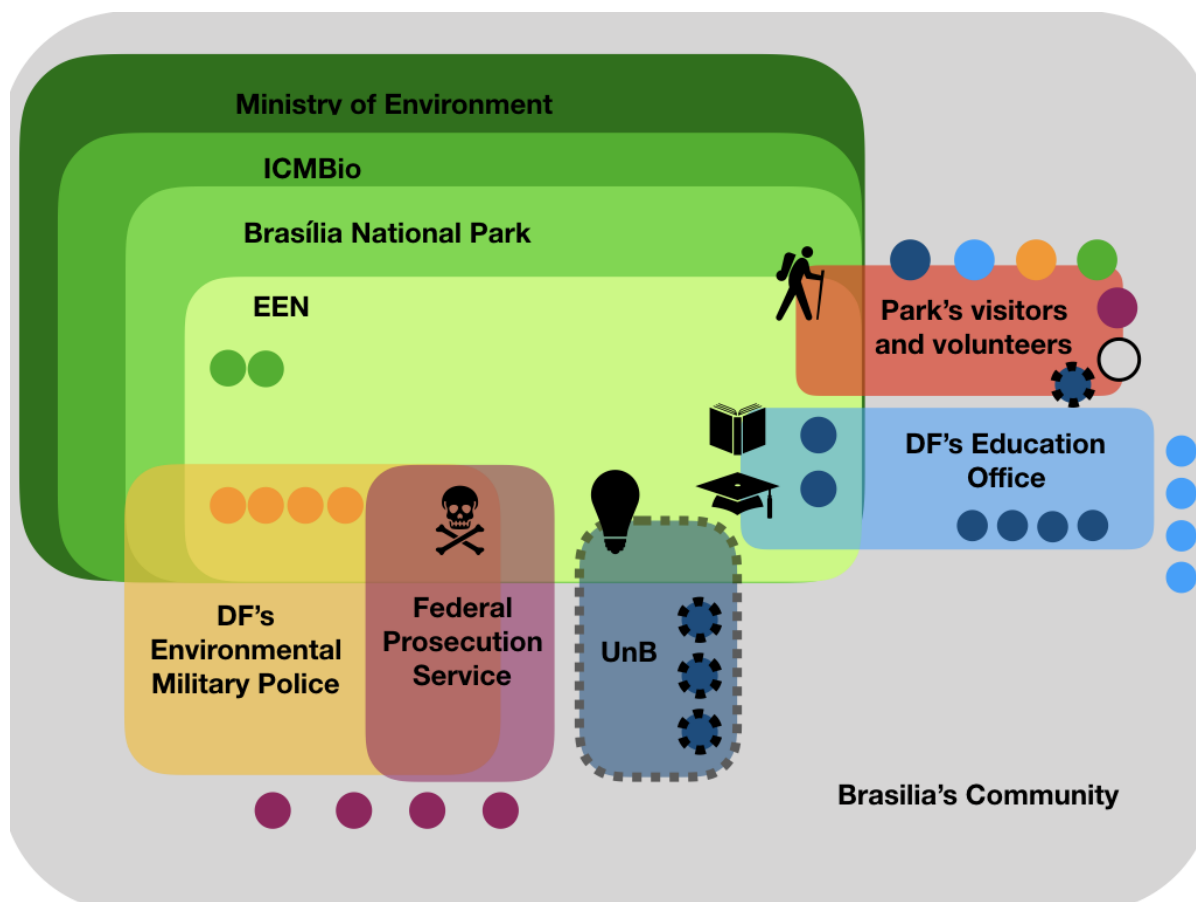 Ministry of Environment
ICMBio
Brasília National Park
EEN
Park's visitors
and volunteers
DF's Education
Office
DF's
Environmental
Military Police
Federal
Prosecution
Service
UnB
Brasilia's Community